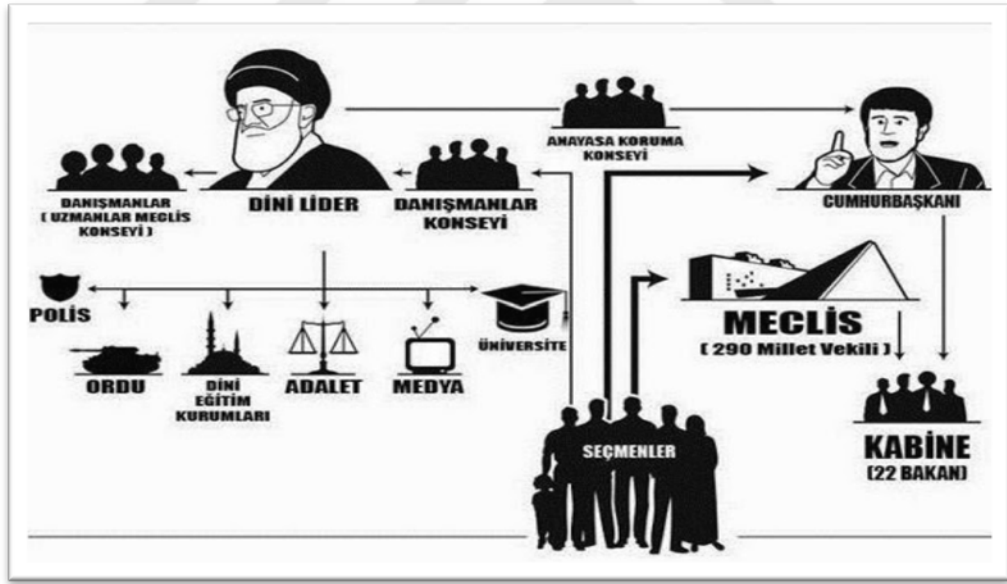 ANAYASA KORUMA
KONSEYİ
DANIŞMANLAR
( UZMANLAR MECLİS
KONSEYİ )
DİNİ LİDER
DANIŞMANLAR
KONSEYİ
CUMHURBAŞKANI
POLİS
ORDU
DİNİ
EĞİTİM
KURUMLARI
ADALET
MEDYA
ÜNİVERSİTE
MECLİS
( 290 Millet Vekili )
SEÇMENLER
KABİNE
(22 BAKAN)